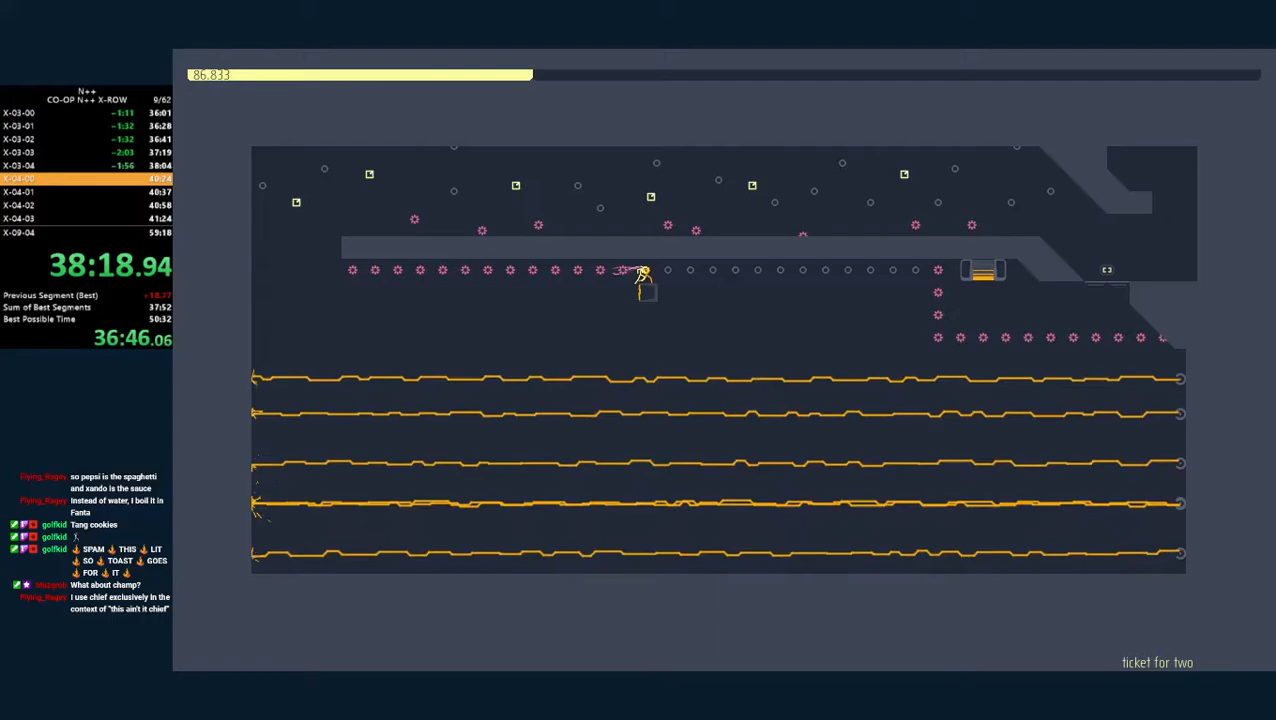 N++
CO-OP N++ X-ROW 9/62
X-03-00 -1:11 36:01
X-03-01 -1:32 36:28
X-03-02 -1:32 36:41
X-03-03 -2:03 37:19
X-03-04 -1:56 38:04
X-04-00 40:24
X-04-01 40:37
X-04-02 40:58
X-04-03 41:24
X-09-04 59:18
38:18.94
Previous Segment (Best) +18.77
Sum of Best Segments 37:52
Best Possible Time 50:32
36:46.06
Flying_Ragey so pepsi is the spaghetti
and xando is the sauce
Flying_Ragey Instead of water, I boil it in
Fanta
golfkid Tang cookies
golfkid
golfkid 🔥 SPAM 🔥 THIS 🔥 LIT
🔥 SO 🔥 TOAST 🔥 GOES
🔥 FOR 🔥 IT 🔥
What about champ?
Flying_Ragey I use chief exclusively in the
context of "this ain't it chief"
86.833
ticket for two